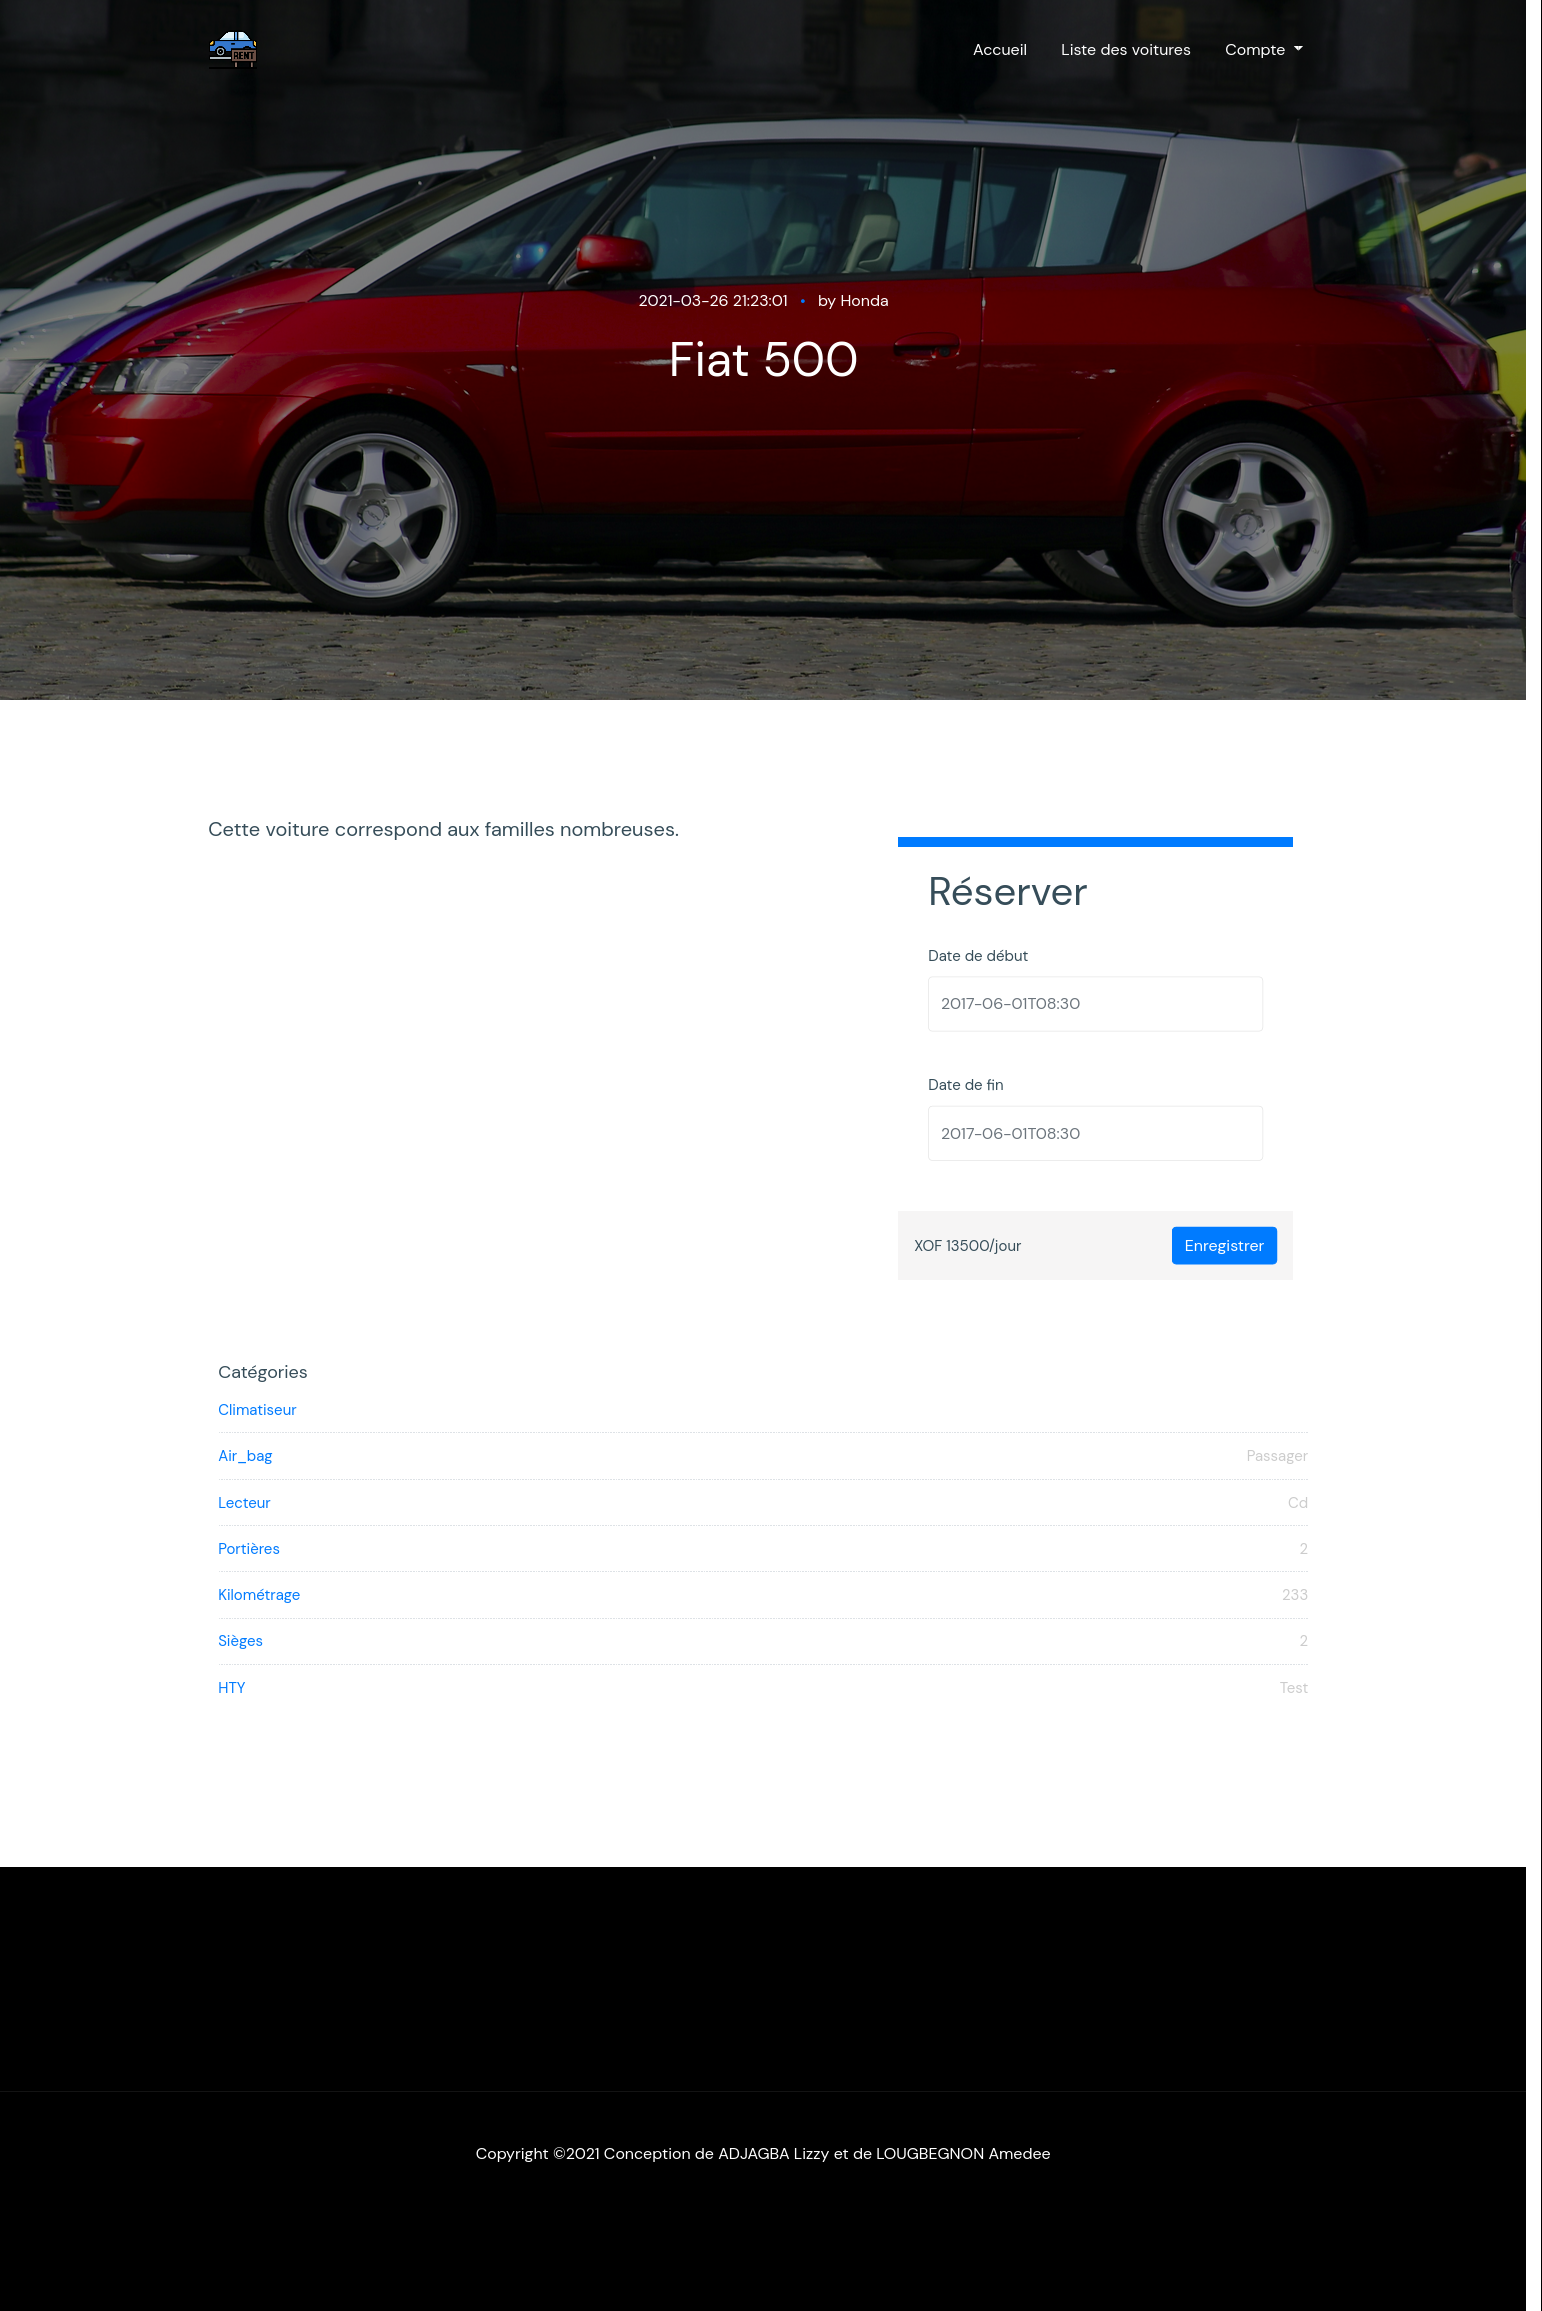 RENT
Accueil Liste des voitures Compte
2021-03-26 21:23:01 • by Honda
Fiat 500
Cette voiture correspond aux familles nombreuses.
Réserver
Date de début
2017-06-01T08:30
Date de fin
2017-06-01T08:30
XOF 13500/jour Enregistrer
Catégories
Climatiseur
Air_bag Passager
Lecteur Cd
Portières 2
Kilométrage 233
Sièges 2
HTY Test
Copyright ©2021 Conception de ADJAGBA Lizzy et de LOUGBEGNON Amedee